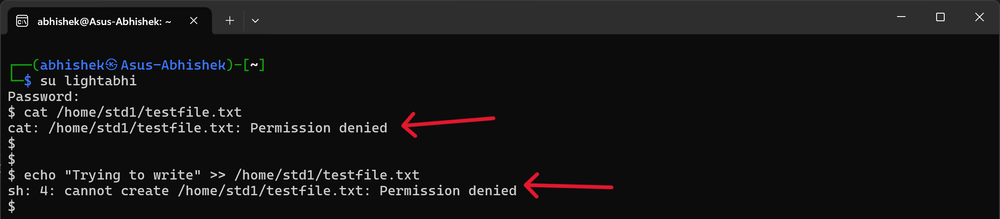 abhishek@Asus-Abhishek: ~
(abhishek㉿Asus-Abhishek)-[~]
$ su lightabhi
Password:
$ cat /home/std1/testfile.txt
cat: /home/std1/testfile.txt: Permission denied
$
$
$ echo "Trying to write" >> /home/std1/testfile.txt
sh: 4: cannot create /home/std1/testfile.txt: Permission denied
$